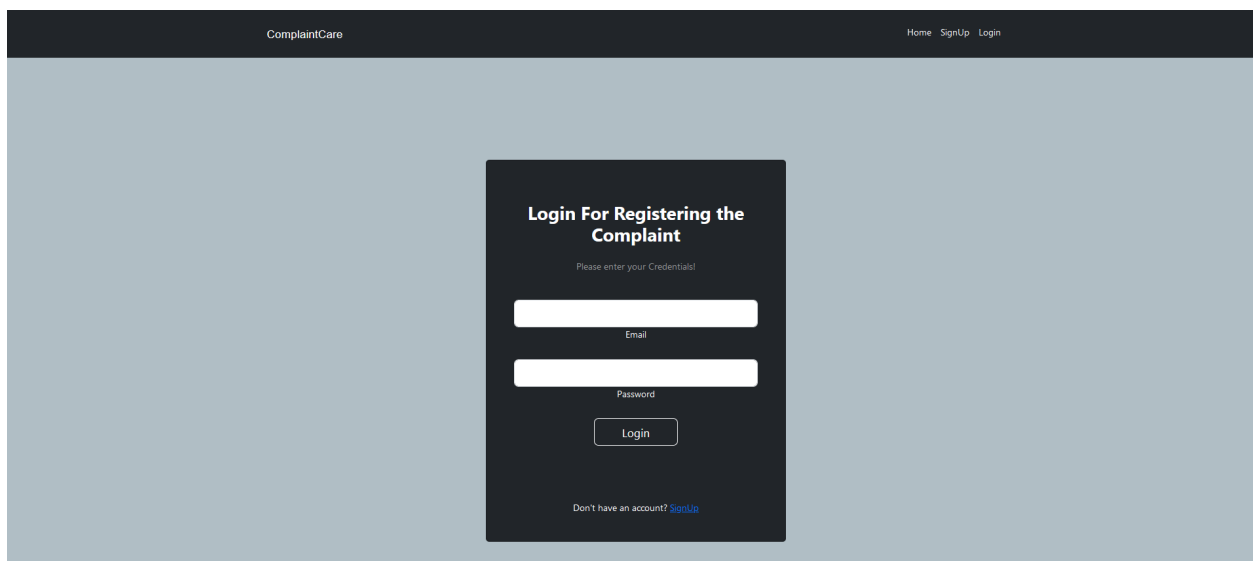 ComplaintCare
Home SignUp Login
Login For Registering the
Complaint
Please enter your Credentials!
Email
Password
Login
Don't have an account? SignUp